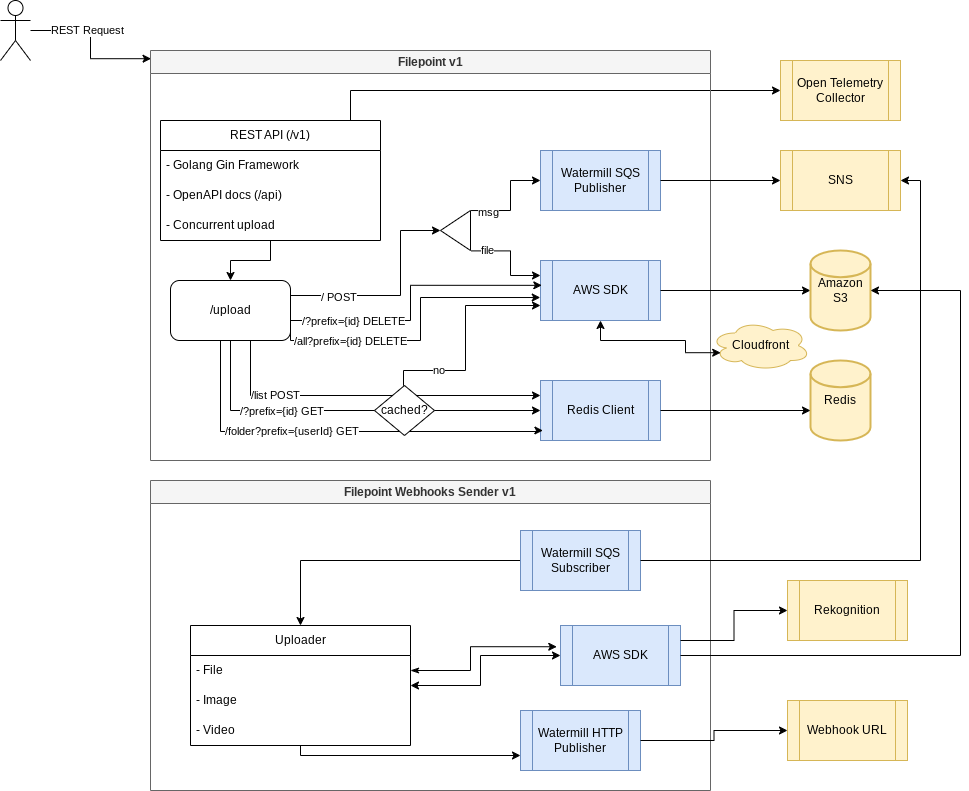 REST Request
Filepoint v1
Open Telemetry
Collector
REST API (/v1)
- Golang Gin Framework
- OpenAPI docs (/api)
- Concurrent upload
Watermill SQS
Publisher
SNS
msg
file
/upload
/ POST
/?prefix={id} DELETE
/all?prefix={id} DELETE
AWS SDK
Amazon
S3
Cloudfront
no
/list POST
/?prefix={id} GET
cached?
/folder?prefix={userId} GET
Redis Client
Redis
Filepoint Webhooks Sender v1
Watermill SQS
Subscriber
Uploader
- File
- Image
- Video
AWS SDK
Rekognition
Watermill HTTP
Publisher
Webhook URL